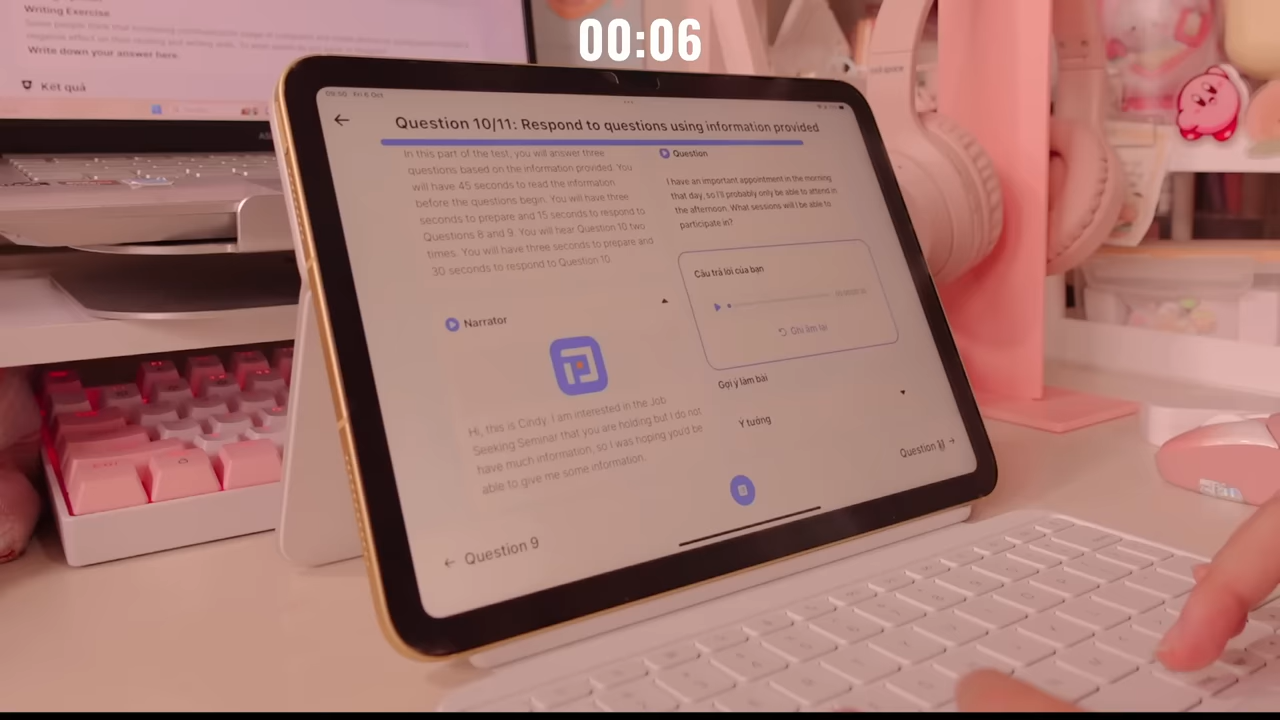 00:06
Writing Exercise
Write down your answer here.
Kết quả
09:50 Fri 6 Oct
Question 10|11: Respond to questions using information provided
In this part of the test, you will answer three
questions based on the information provided. You
will have 45 seconds to read the information
before the questions begin. You will have three
seconds to prepare and 15 seconds to respond to
Questions 8 and 9. You will hear Question 10 two
times. You will have three seconds to prepare and
30 seconds to respond to Question 10.
Narrator
Hi, this is Cindy. I am interested in the Job
Seeking Seminar that you are holding but I do not
have much information, so I was hoping you'd be
able to give me some information.
← Question 9
Question
I have an important appointment in the morning
that day, so I'll probably only be able to attend in
the afternoon. What sessions will I be able to
participate in?
Câu trả lời của bạn
Ghi âm lại
Gợi ý làm bài
Ý tưởng
Question 11 →